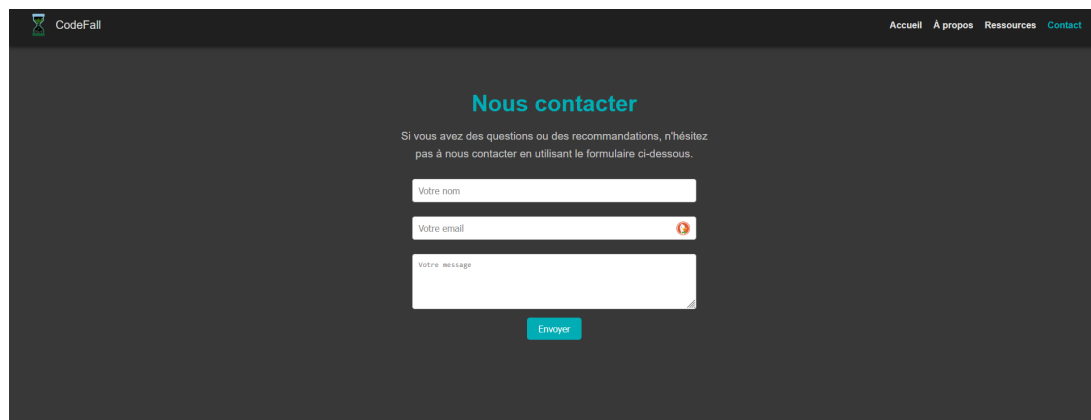 CodeFall
Accueil À propos Ressources Contact
Nous contacter
Si vous avez des questions ou des recommandations, n'hésitez
pas à nous contacter en utilisant le formulaire ci-dessous.
Votre nom
Votre email
Votre message
Envoyer